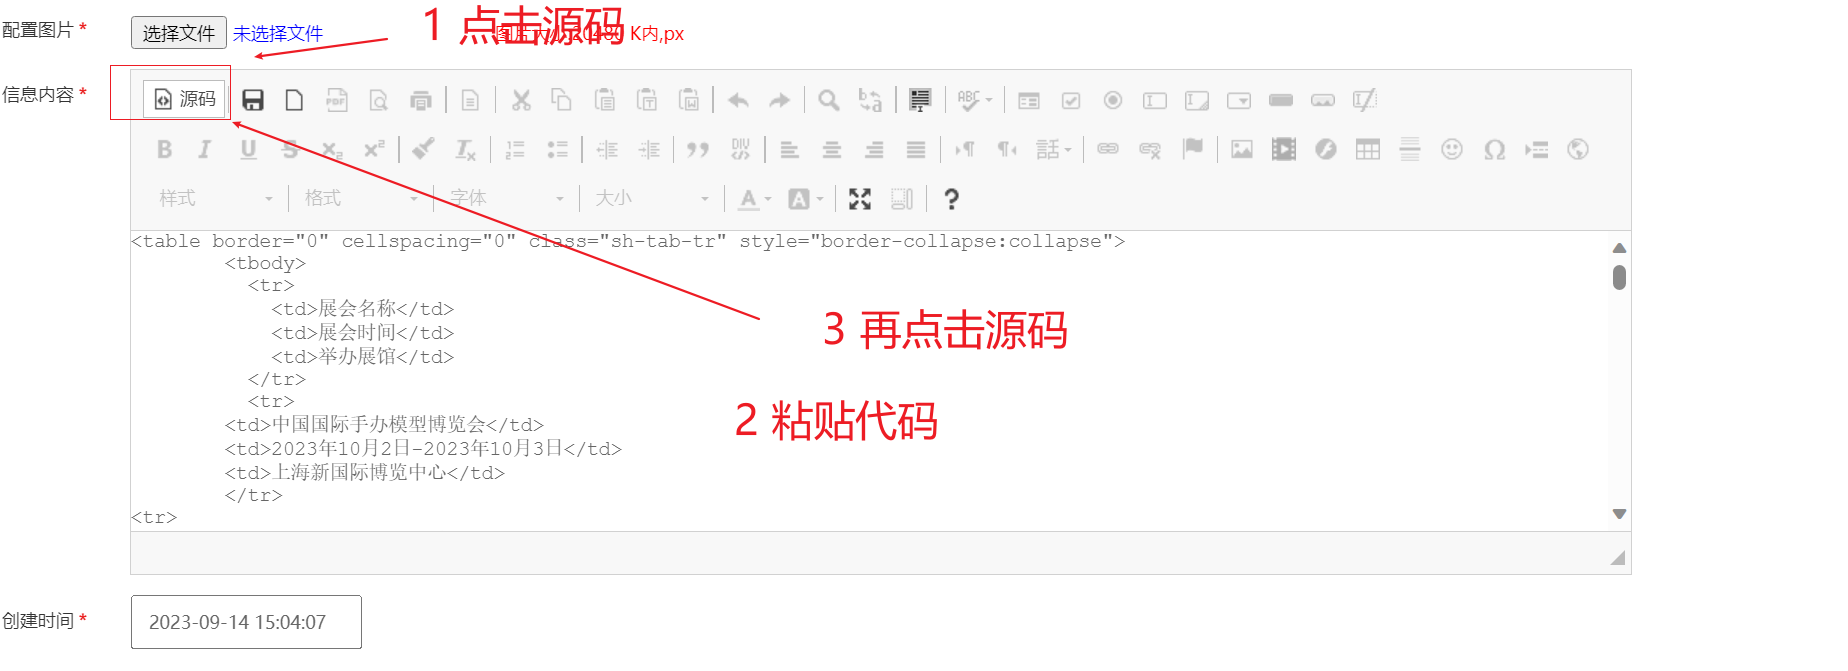 配置图片 * 选择文件 未选择文件 图片大小 20480 K内,px
1 点击源码
信息内容 * 源码
样式 格式 字体 大小
<table border="0" cellspacing="0" class="sh-tab-tr" style="border-collapse:collapse">
<tbody>
<tr>
<td>展会名称</td>
<td>展会时间</td>
<td>举办展馆</td>
</tr>
<tr>
<td>中国国际手办模型博览会</td>
<td>2023年10月2日-2023年10月3日</td>
<td>上海新国际博览中心</td>
</tr>
<tr>
3 再点击源码
2 粘贴代码
创建时间 * 2023-09-14 15:04:07